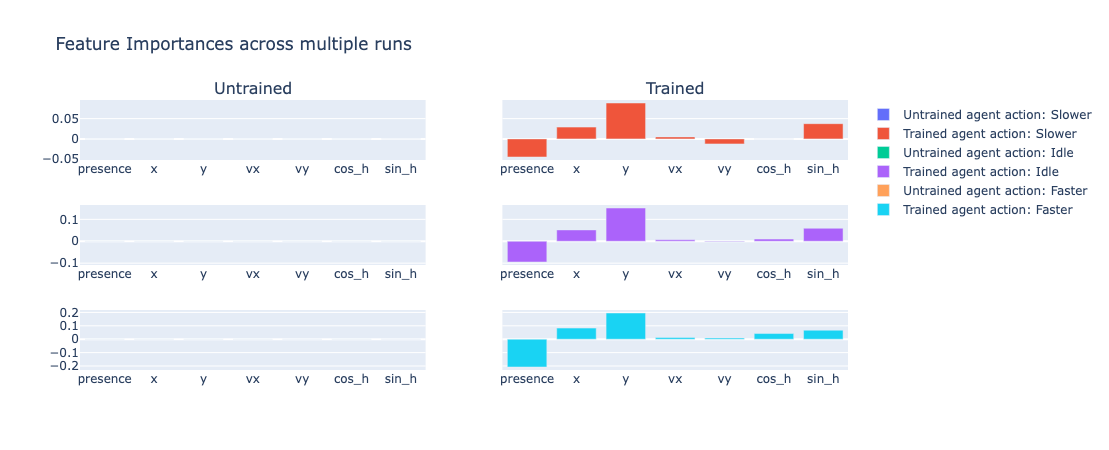 Feature Importances across multiple runs
Untrained
Trained
0.05
0
−0.05
presence x y vx vy cos_h sin_h
presence x y vx vy cos_h sin_h
0.1
0
−0.1
presence x y vx vy cos_h sin_h
presence x y vx vy cos_h sin_h
0.2
0.1
0
−0.1
−0.2
presence x y vx vy cos_h sin_h
presence x y vx vy cos_h sin_h
Untrained agent action: Slower
Trained agent action: Slower
Untrained agent action: Idle
Trained agent action: Idle
Untrained agent action: Faster
Trained agent action: Faster